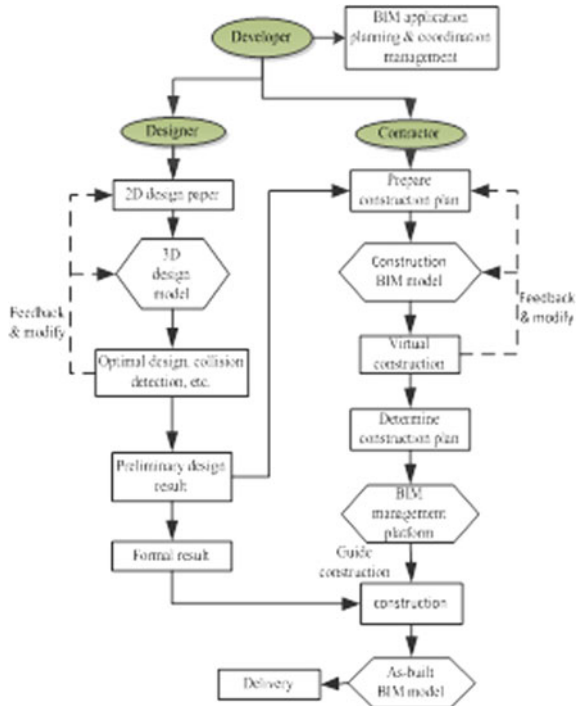 Developer
BIM application
planning & coordination
management
Designer
Contractor
2D design paper
Prepare
construction plan
3D
design
model
Construction
BIM model
Feedback
& modify
Feedback
& modify
Optimal design, collision
detection, etc.
Virtual
construction
Determine
construction plan
Preliminary design
result
BIM
management
platform
Formal result
Guide
construction
construction
Delivery
As-built
BIM model